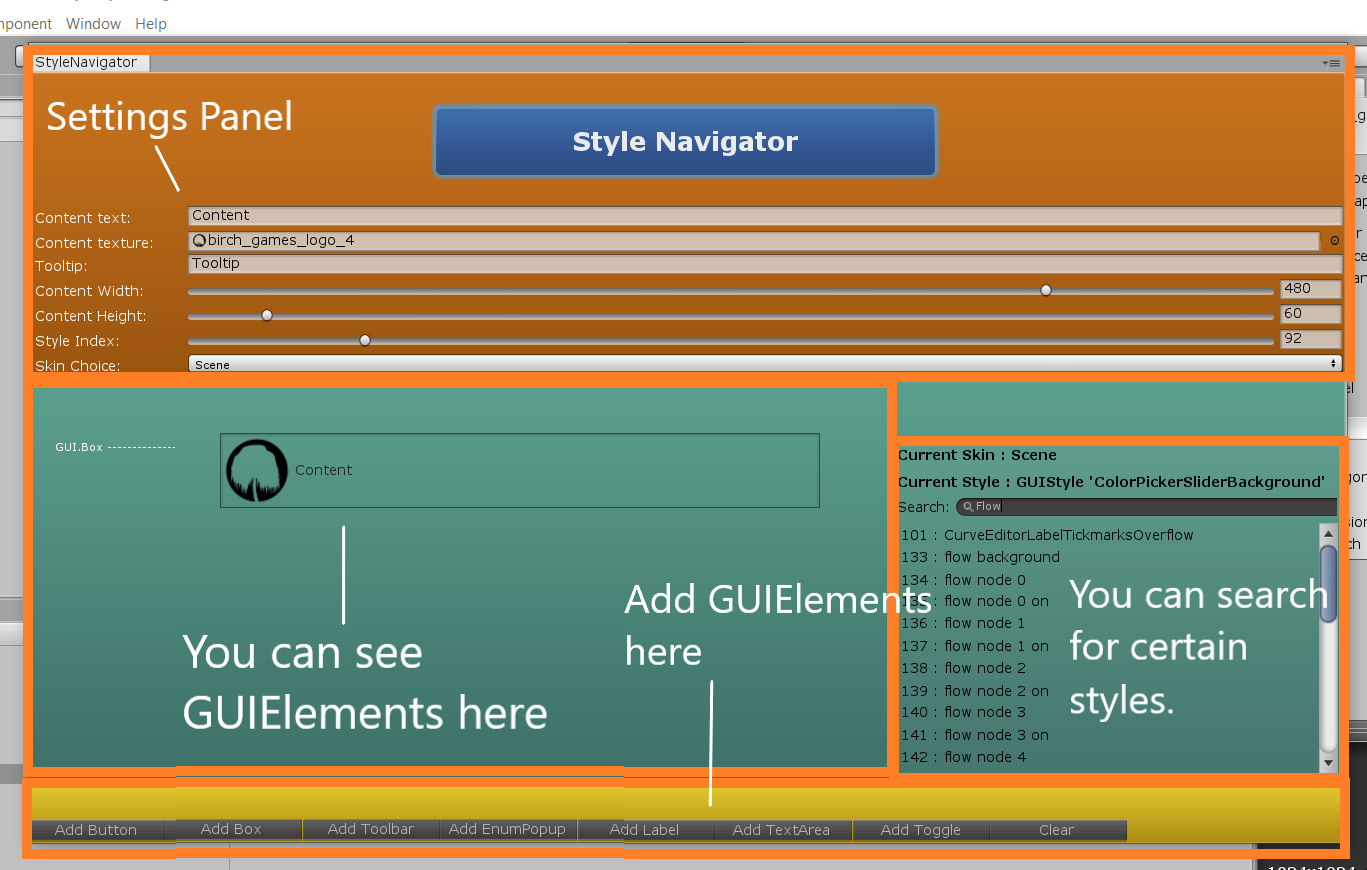 Window Help
StyleNavigator
Settings Panel
Style Navigator
Content text: Content
Content texture: birch_games_logo_4
Tooltip: Tooltip
Content Width: 480
Content Height: 60
Style Index: 92
Skin Choice: Scene
GUI.Box --------------
Content
You can see
GUIElements here
Add GUIElements
here
Current Skin : Scene
Current Style : GUIStyle 'ColorPickerSliderBackground'
Search: Flow
101 : CurveEditorLabelTickmarksOverflow
133 : flow background
134 : flow node 0
135 : flow node 0 on
136 : flow node 1
137 : flow node 1 on
138 : flow node 2
139 : flow node 2 on
140 : flow node 3
141 : flow node 3 on
142 : flow node 4
You can search
for certain
styles.
Add Button Add Box Add Toolbar Add EnumPopup Add Label Add TextArea Add Toggle Clear